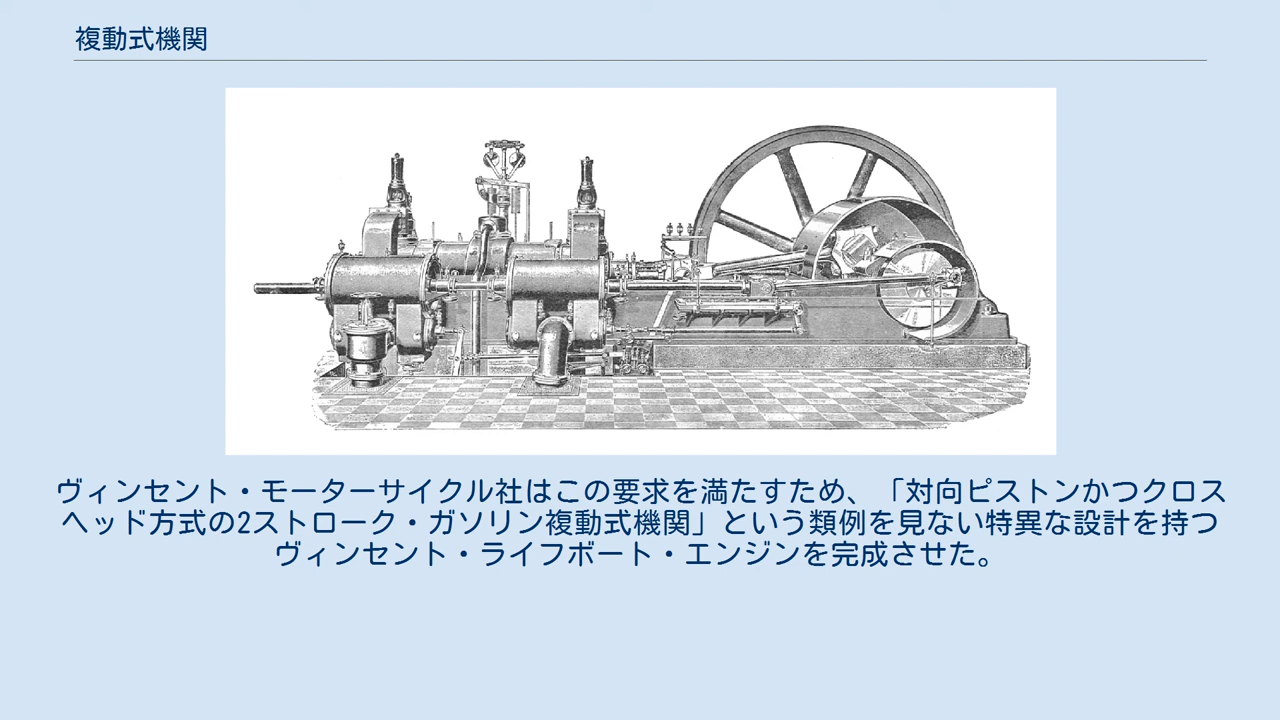 複動式機関
ヴィンセント・モーターサイクル社はこの要求を満たすため、「対向ピストンかつクロス
ヘッド方式の2ストローク・ガソリン複動式機関」という類例を見ない特異な設計を持つ
ヴィンセント・ライフボート・エンジンを完成させた。